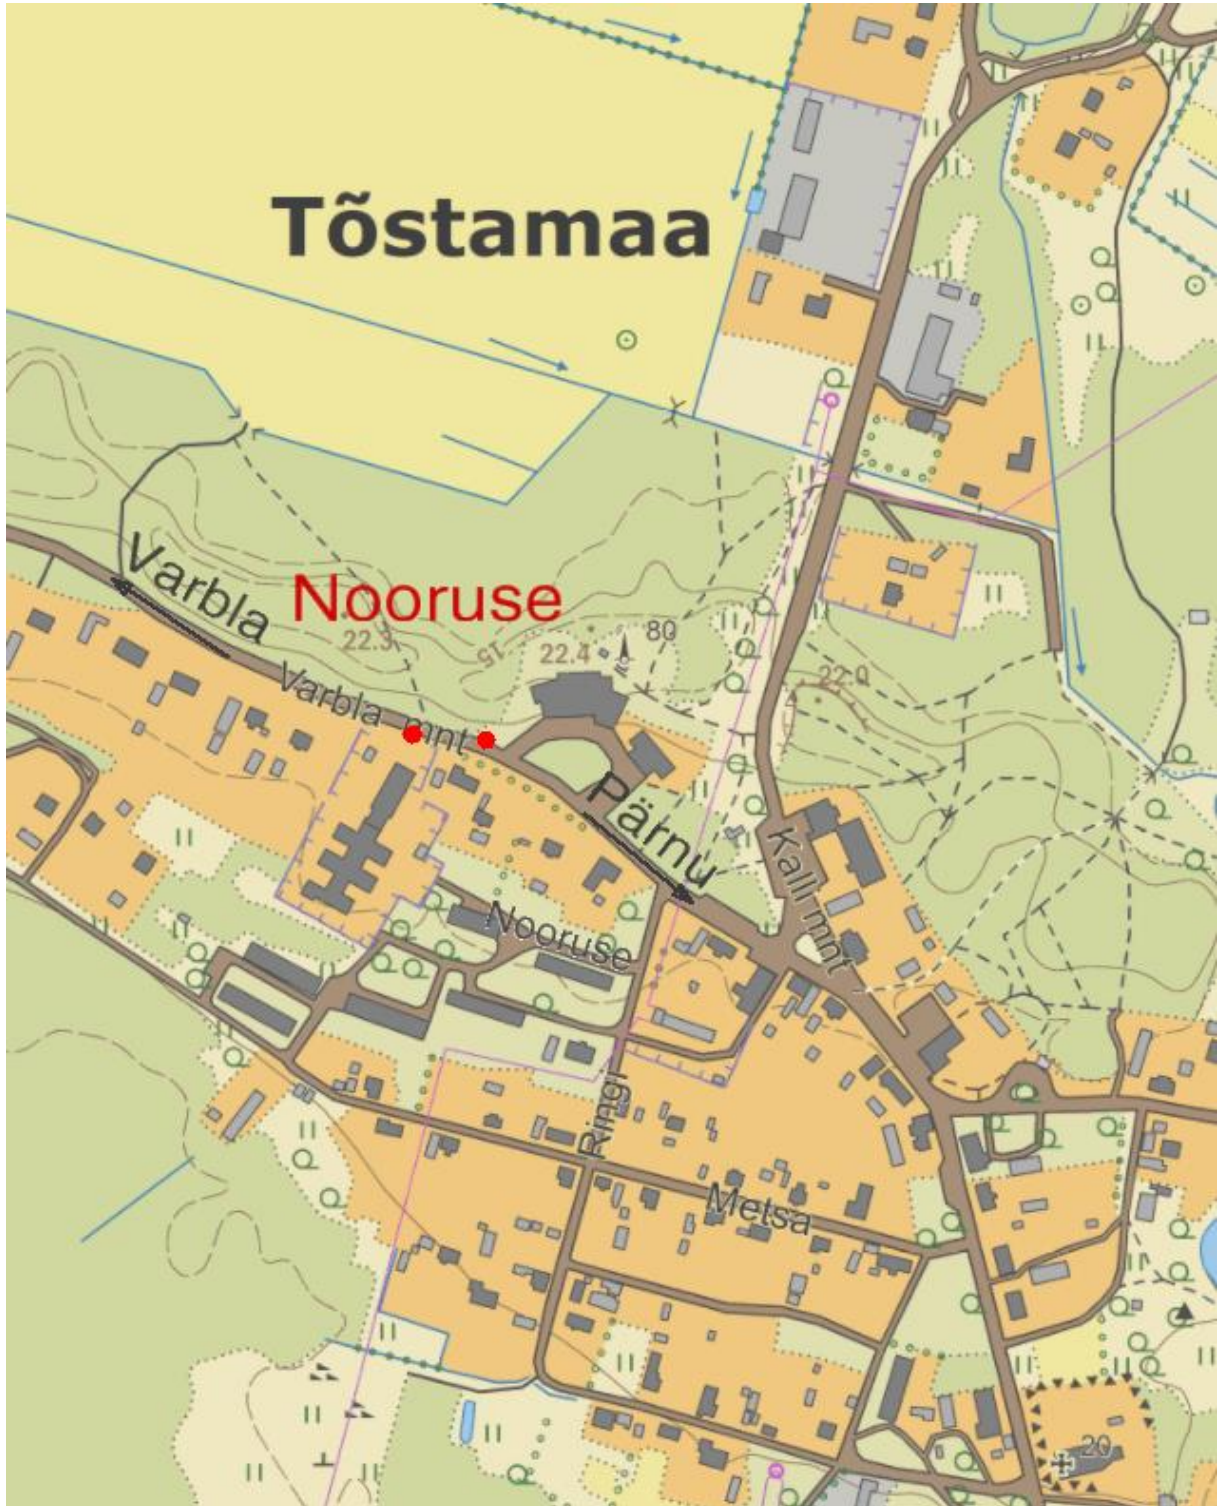 Tõstamaa
Varbla
Nooruse
80
22.3
15
22.4
22.0
Varbla mnt
Pärnu
Kalli mnt
Nooruse
Ringi
Metsa
20